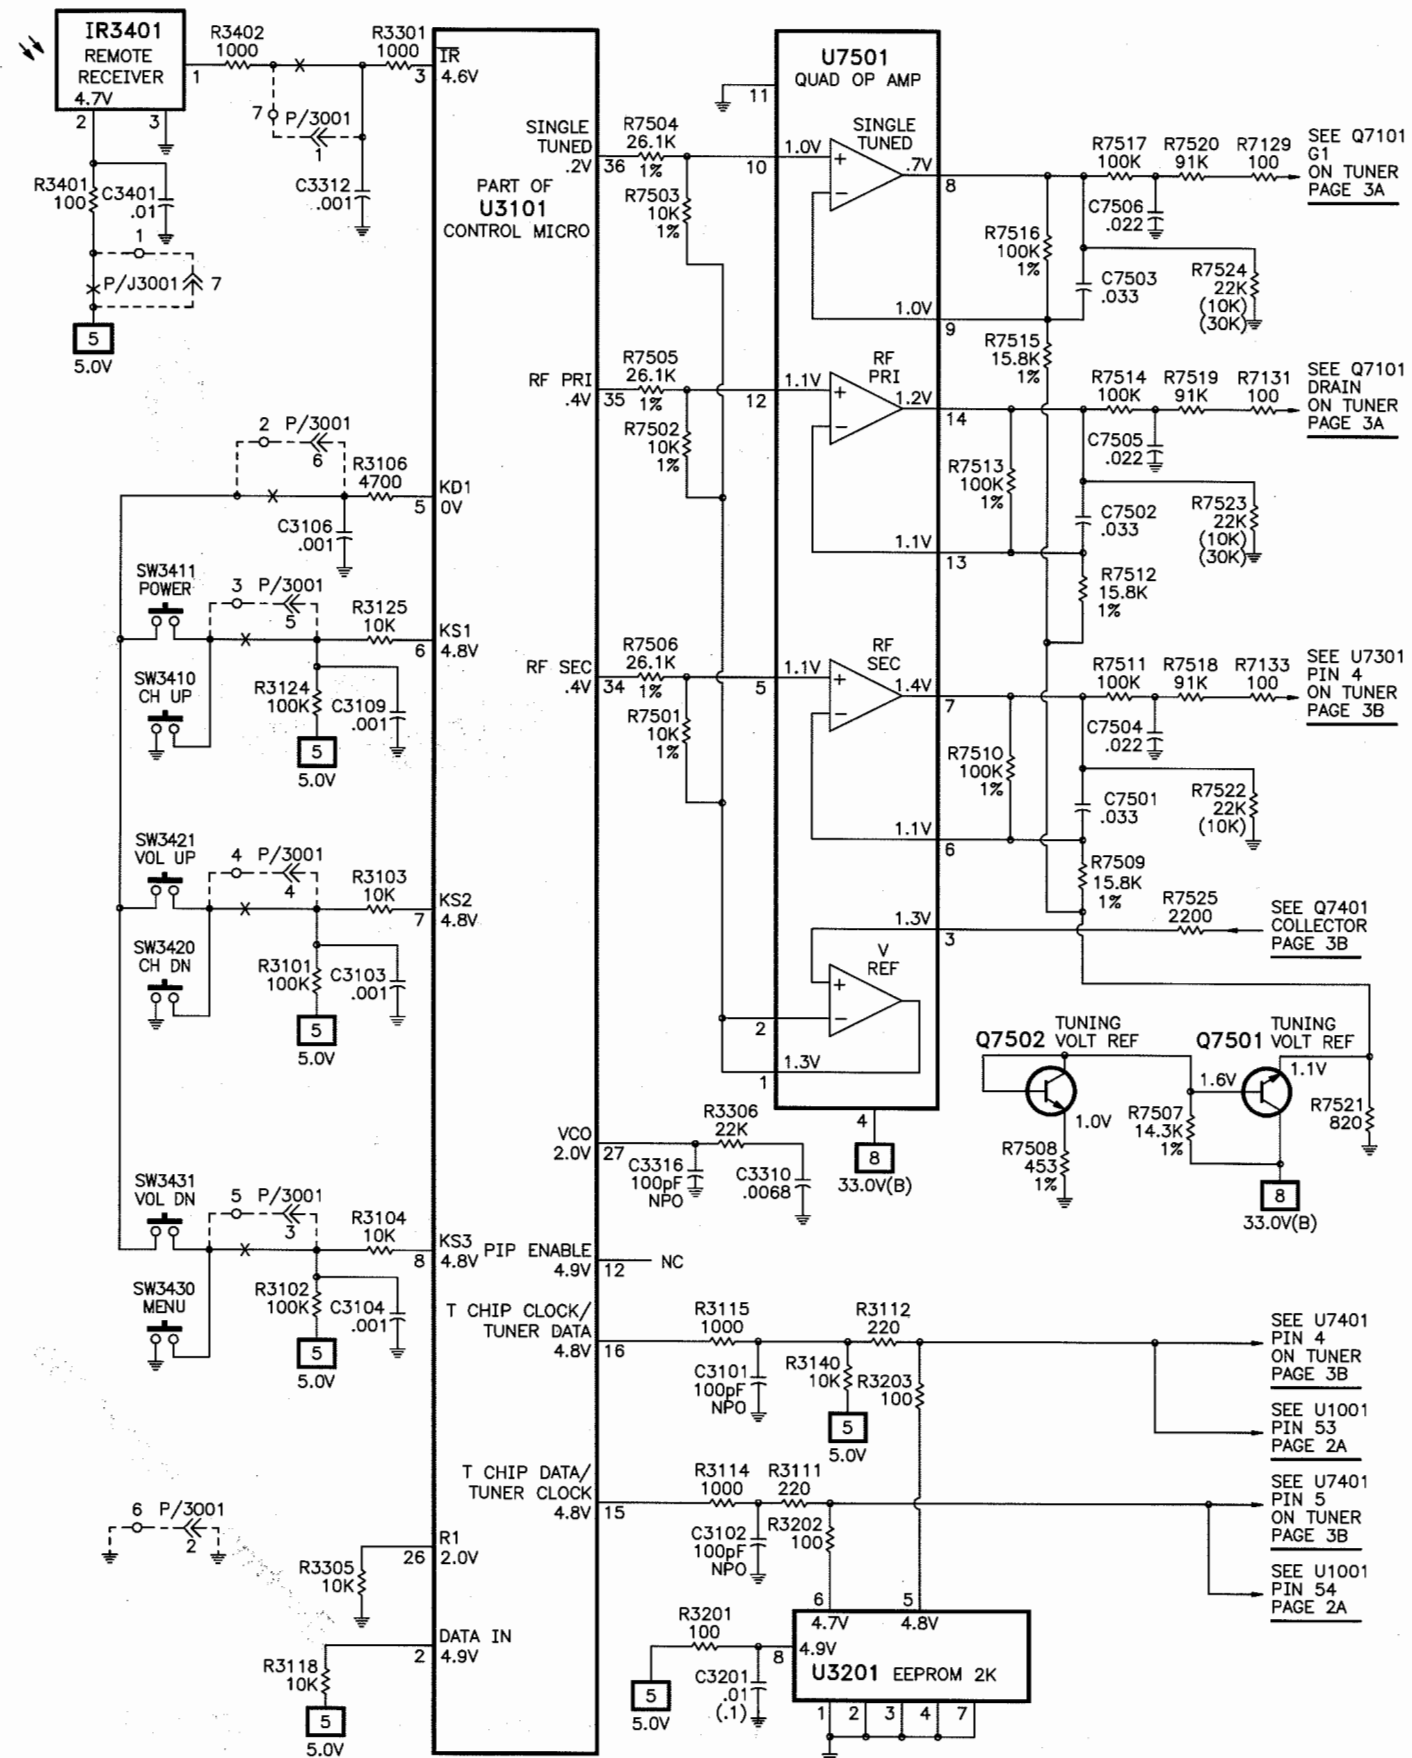 IR3401
REMOTE
RECEIVER
4.7V
1
2
3
R3402
1000
R3301
1000
7
P/3001
1
C3312
.001
R3401
100
C3401
.01
1
P/J3001
7
5
5.0V
IR
3
4.6V
PART OF
U3101
CONTROL MICRO
SINGLE
TUNED
.2V
36
R7504
26.1K
1%
R7503
10K
1%
U7501
QUAD OP AMP
11
SINGLE
TUNED
10
1.0V
+
−
.7V
8
R7517
100K
R7520
91K
R7129
100
SEE Q7101
G1
ON TUNER
PAGE 3A
C7506
.022
R7516
100K
1%
C7503
.033
R7524
22K
(10K)
(30K)
1.0V
9
R7515
15.8K
1%
RF PRI
.4V
35
R7505
26.1K
1%
R7502
10K
1%
12
1.1V
RF
PRI
+
−
1.2V
14
R7514
100K
R7519
91K
R7131
100
SEE Q7101
DRAIN
ON TUNER
PAGE 3A
C7505
.022
R7513
100K
1%
C7502
.033
R7523
22K
(10K)
(30K)
1.1V
13
R7512
15.8K
1%
2
P/3001
6
R3106
4700
KD1
5
0V
C3106
.001
SW3411
POWER
3
P/3001
5
R3125
10K
KS1
6
4.8V
SW3410
CH UP
R3124
100K
C3109
.001
5
5.0V
RF SEC
.4V
34
R7506
26.1K
1%
R7501
10K
1%
5
1.1V
RF
SEC
+
−
1.4V
7
R7511
100K
R7518
91K
R7133
100
SEE U7301
PIN 4
ON TUNER
PAGE 3B
C7504
.022
R7510
100K
1%
C7501
.033
R7522
22K
(10K)
1.1V
6
R7509
15.8K
1%
SW3421
VOL UP
4
P/3001
4
R3103
10K
KS2
7
4.8V
SW3420
CH DN
R3101
100K
C3103
.001
5
5.0V
1.3V
3
R7525
2200
SEE Q7401
COLLECTOR
PAGE 3B
V
REF
+
−
2
1
1.3V
Q7502
TUNING
VOLT REF
Q7501
TUNING
VOLT REF
1.0V
1.6V
1.1V
R7508
453
1%
R7507
14.3K
1%
R7521
820
8
33.0V(B)
4
8
33.0V(B)
VCO
2.0V
27
R3306
22K
C3316
100pF
NPO
C3310
.0068
SW3431
VOL DN
5
P/3001
3
R3104
10K
KS3
8
4.8V
SW3430
MENU
R3102
100K
C3104
.001
5
5.0V
PIP ENABLE
4.9V
12
NC
T CHIP CLOCK/
TUNER DATA
4.8V
16
R3115
1000
C3101
100pF
NPO
R3112
220
R3140
10K
5
5.0V
R3203
100
SEE U7401
PIN 4
ON TUNER
PAGE 3B
SEE U1001
PIN 53
PAGE 2A
T CHIP DATA/
TUNER CLOCK
4.8V
15
R3114
1000
R3111
220
C3102
100pF
NPO
R3202
100
SEE U7401
PIN 5
ON TUNER
PAGE 3B
SEE U1001
PIN 54
PAGE 2A
6
P/3001
2
R1
26
2.0V
R3305
10K
DATA IN
2
4.9V
R3118
10K
5
5.0V
R3201
100
5
5.0V
C3201
.01
(.1)
6
4.7V
5
4.8V
8
4.9V
U3201 EEPROM 2K
1
2
3
4
7